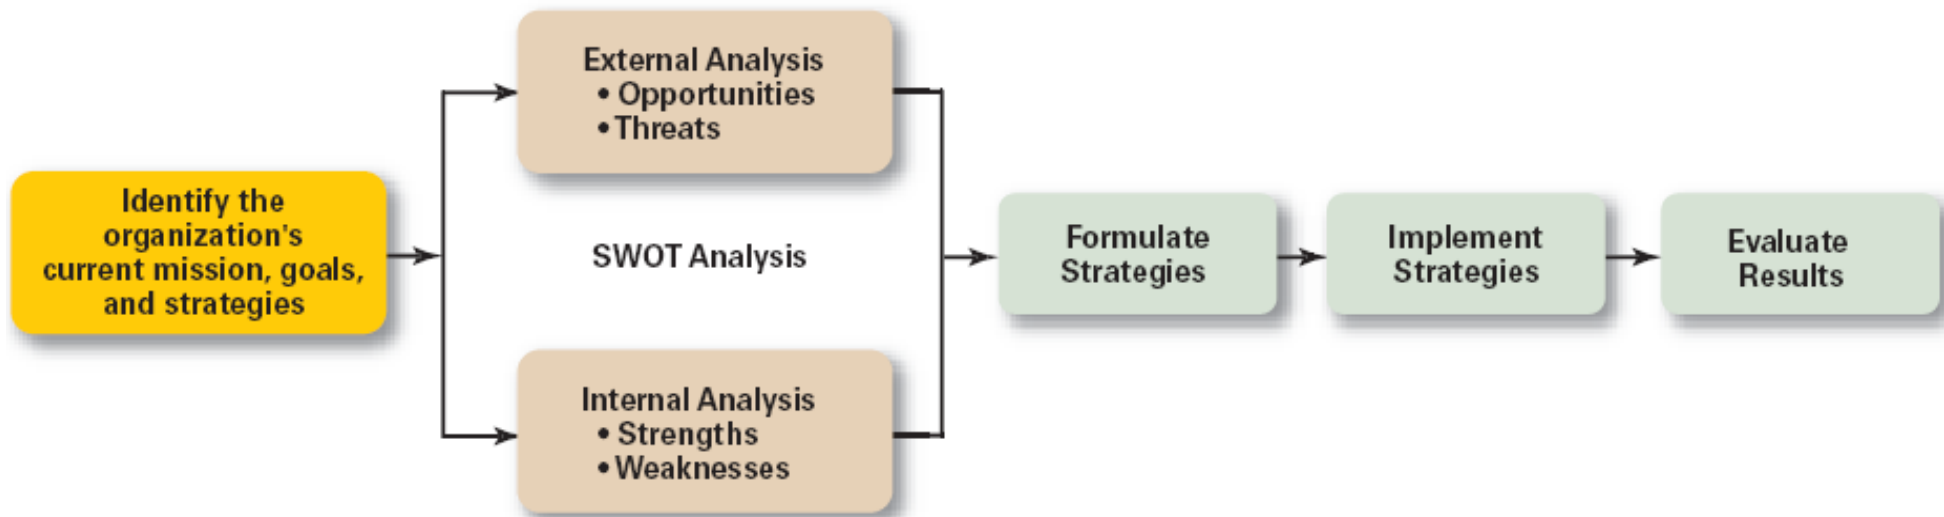 Identify the
organization's
current mission, goals,
and strategies
External Analysis
• Opportunities
• Threats
SWOT Analysis
Internal Analysis
• Strengths
• Weaknesses
Formulate
Strategies
Implement
Strategies
Evaluate
Results